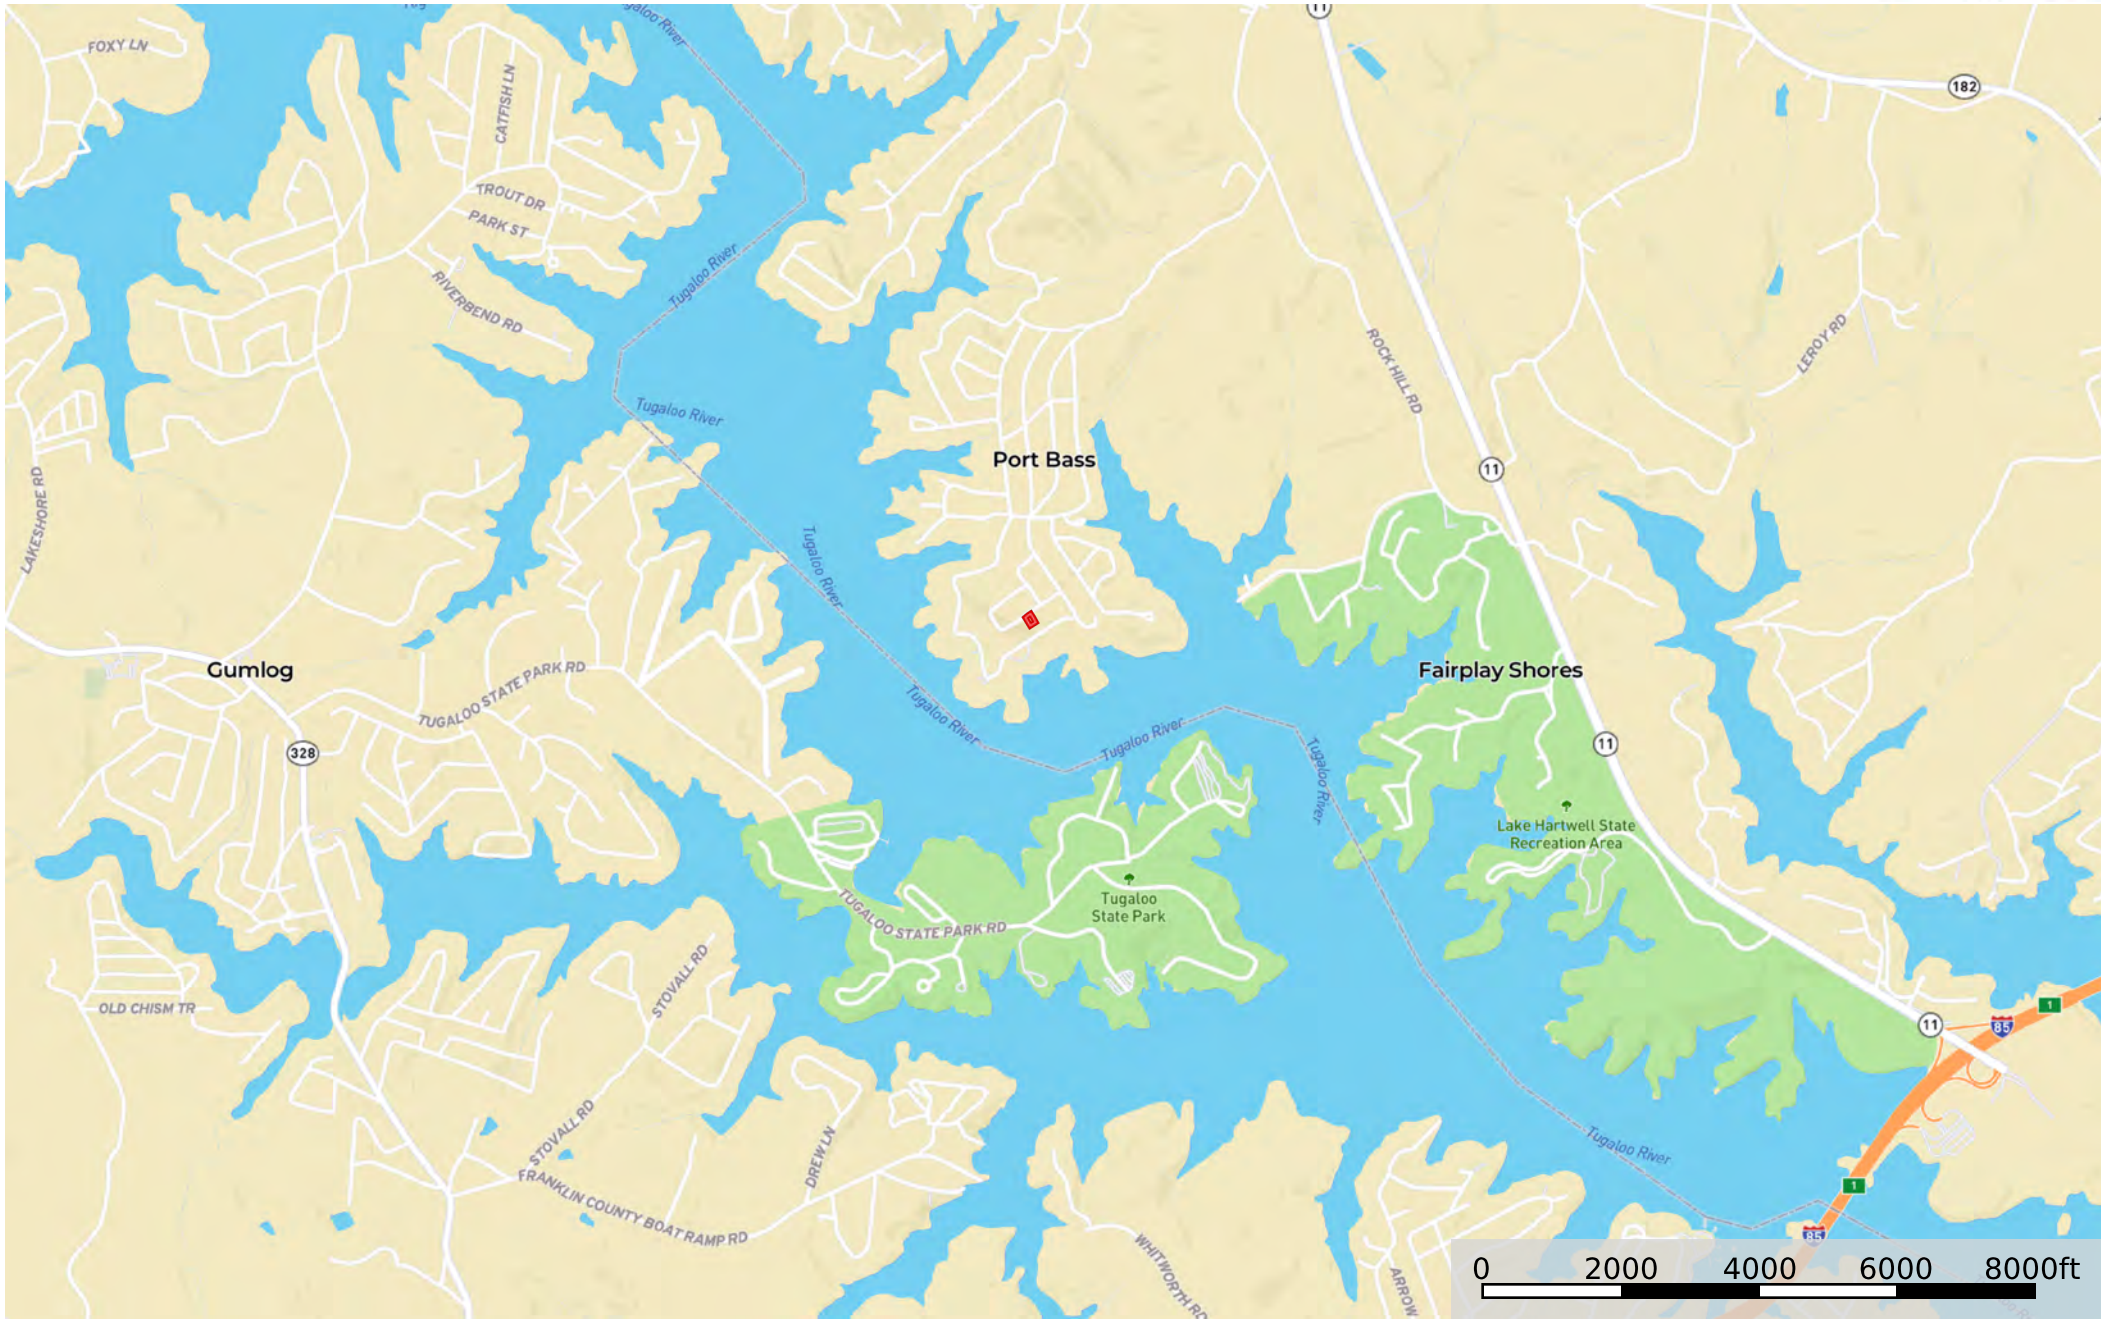 Tugaloo River
11
FOXY LN
CATFISH LN
182
TROUT DR
PARK ST
Tugaloo River
RIVERBEND RD
ROCK HILL RD
LEROY RD
Tugaloo River
Port Bass
11
LAKESHORE RD
Tugaloo River
Gumlog
TUGALOO STATE PARK RD
Fairplay Shores
Tugaloo River
Tugaloo River
Tugaloo River
328
11
Lake Hartwell State
Recreation Area
Tugaloo
State Park
TUGALOO STATE PARK RD
STOVALL RD
OLD CHISM TR
1
85
11
STOVALL RD
DREW LN
Tugaloo River
1
FRANKLIN COUNTY BOAT RAMP RD
85
WHITWORTH RD
ARROW
0 2000 4000 6000 8000ft